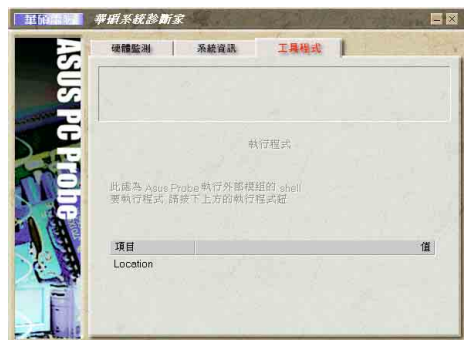 華碩電腦 華碩系統診斷家
硬體監測 系統資訊 工具程式
ASUS PC Probe
執行程式
此處為 Asus Probe 執行外部模組的 shell
要執行程式 請按下上方的執行程式鈕
項目 值
Location